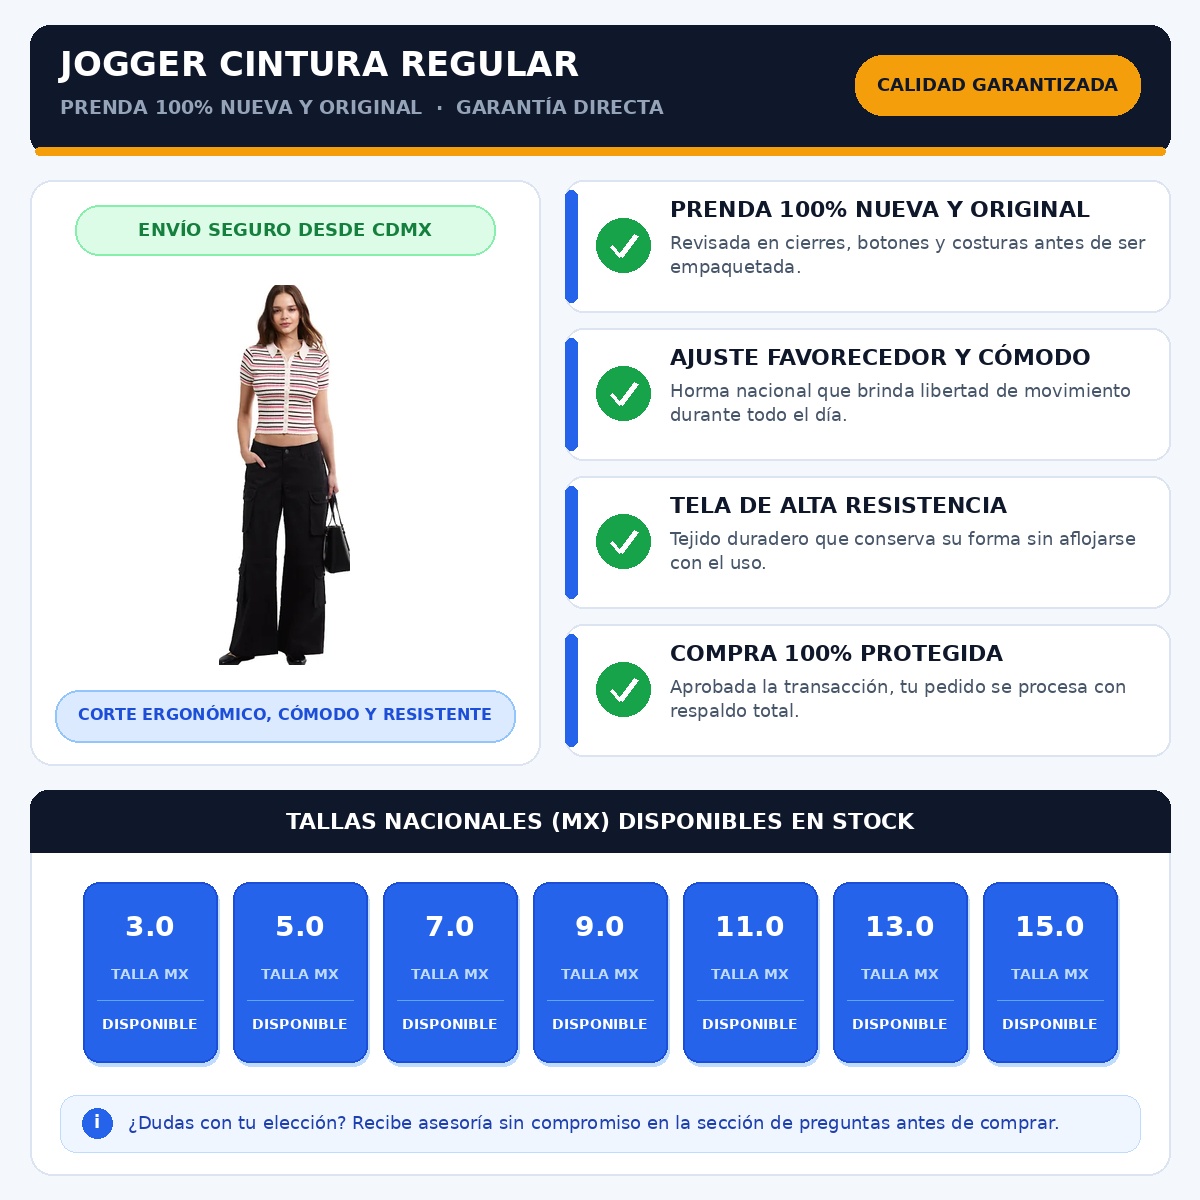 JOGGER CINTURA REGULAR
PRENDA 100% NUEVA Y ORIGINAL · GARANTÍA DIRECTA
CALIDAD GARANTIZADA
ENVÍO SEGURO DESDE CDMX
CORTE ERGONÓMICO, CÓMODO Y RESISTENTE
PRENDA 100% NUEVA Y ORIGINAL
Revisada en cierres, botones y costuras antes de ser
empaquetada.
AJUSTE FAVORECEDOR Y CÓMODO
Horma nacional que brinda libertad de movimiento
durante todo el día.
TELA DE ALTA RESISTENCIA
Tejido duradero que conserva su forma sin aflojarse
con el uso.
COMPRA 100% PROTEGIDA
Aprobada la transacción, tu pedido se procesa con
respaldo total.
TALLAS NACIONALES (MX) DISPONIBLES EN STOCK
3.0
TALLA MX
DISPONIBLE
5.0
TALLA MX
DISPONIBLE
7.0
TALLA MX
DISPONIBLE
9.0
TALLA MX
DISPONIBLE
11.0
TALLA MX
DISPONIBLE
13.0
TALLA MX
DISPONIBLE
15.0
TALLA MX
DISPONIBLE
i ¿Dudas con tu elección? Recibe asesoría sin compromiso en la sección de preguntas antes de comprar.